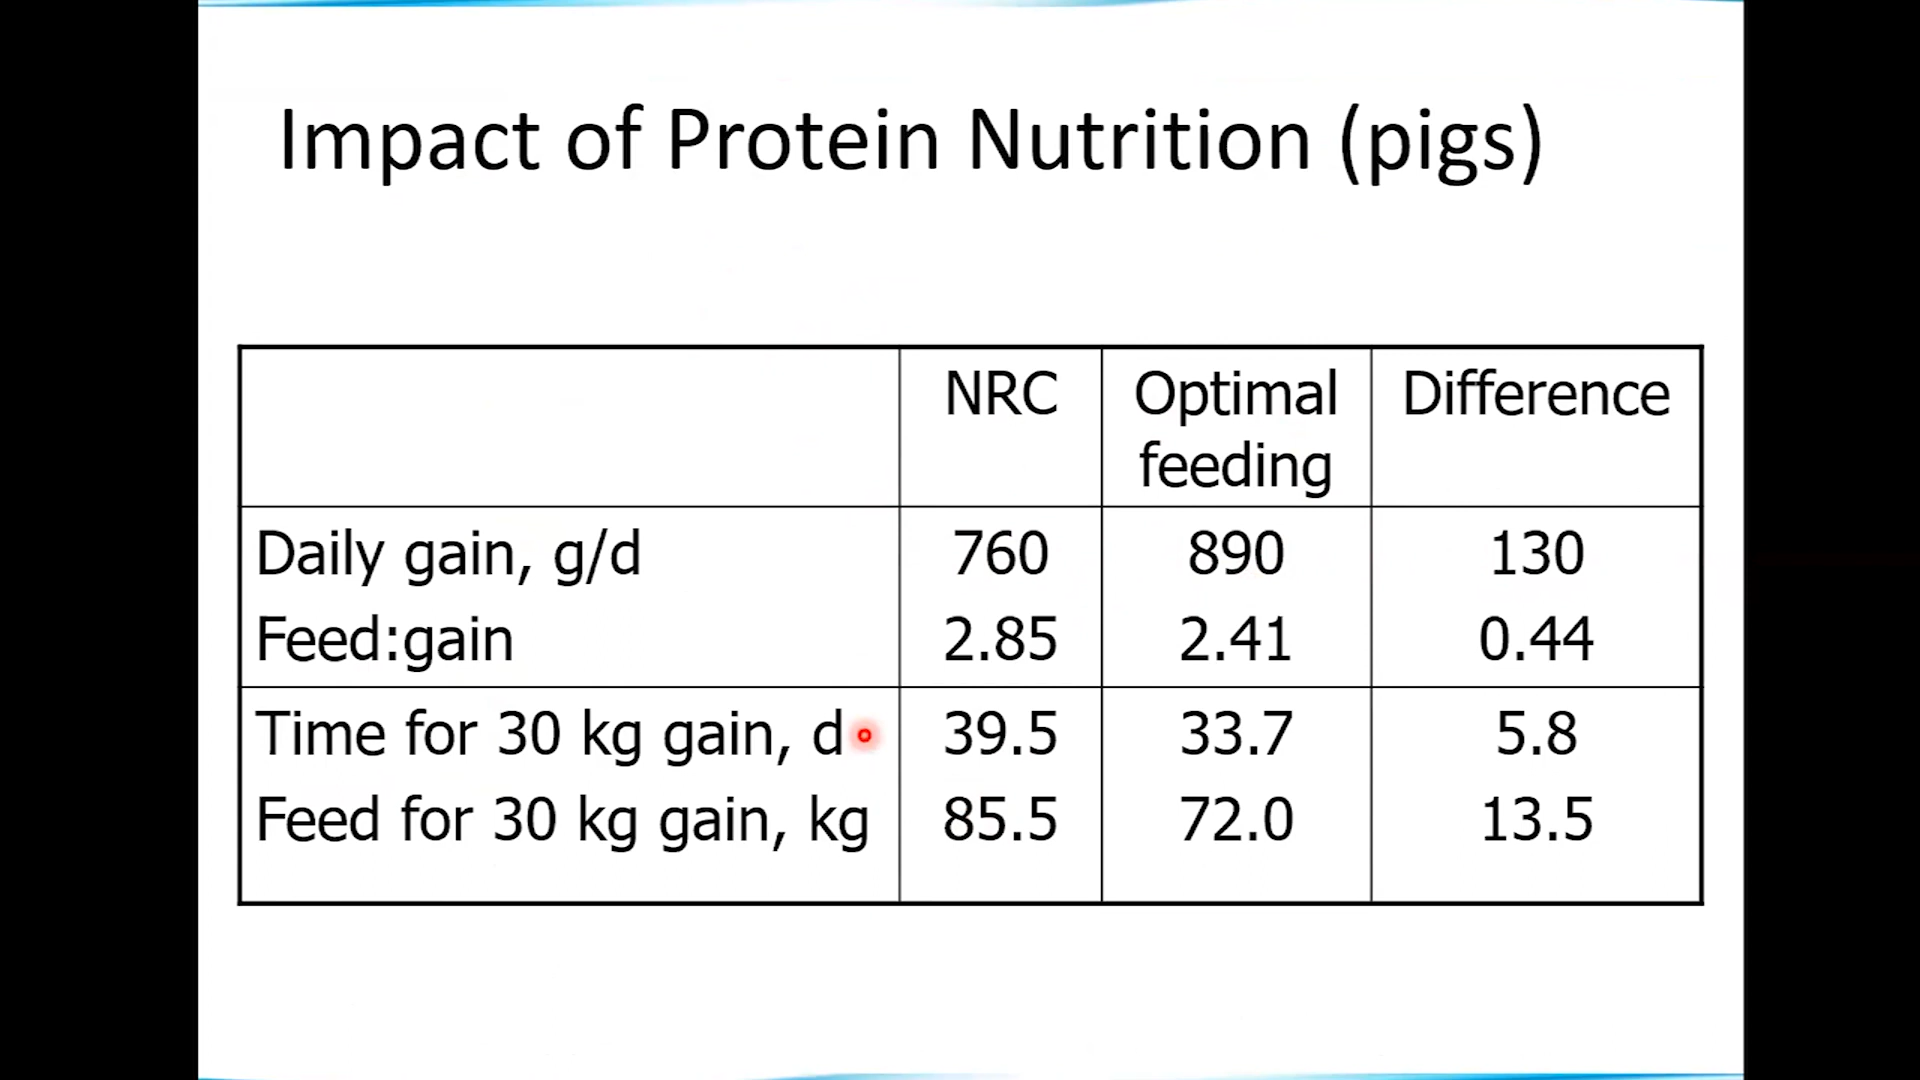 Impact of Protein Nutrition (pigs)
NRC Optimal feeding Difference
Daily gain, g/d 760 890 130
Feed:gain 2.85 2.41 0.44
Time for 30 kg gain, d 39.5 33.7 5.8
Feed for 30 kg gain, kg 85.5 72.0 13.5